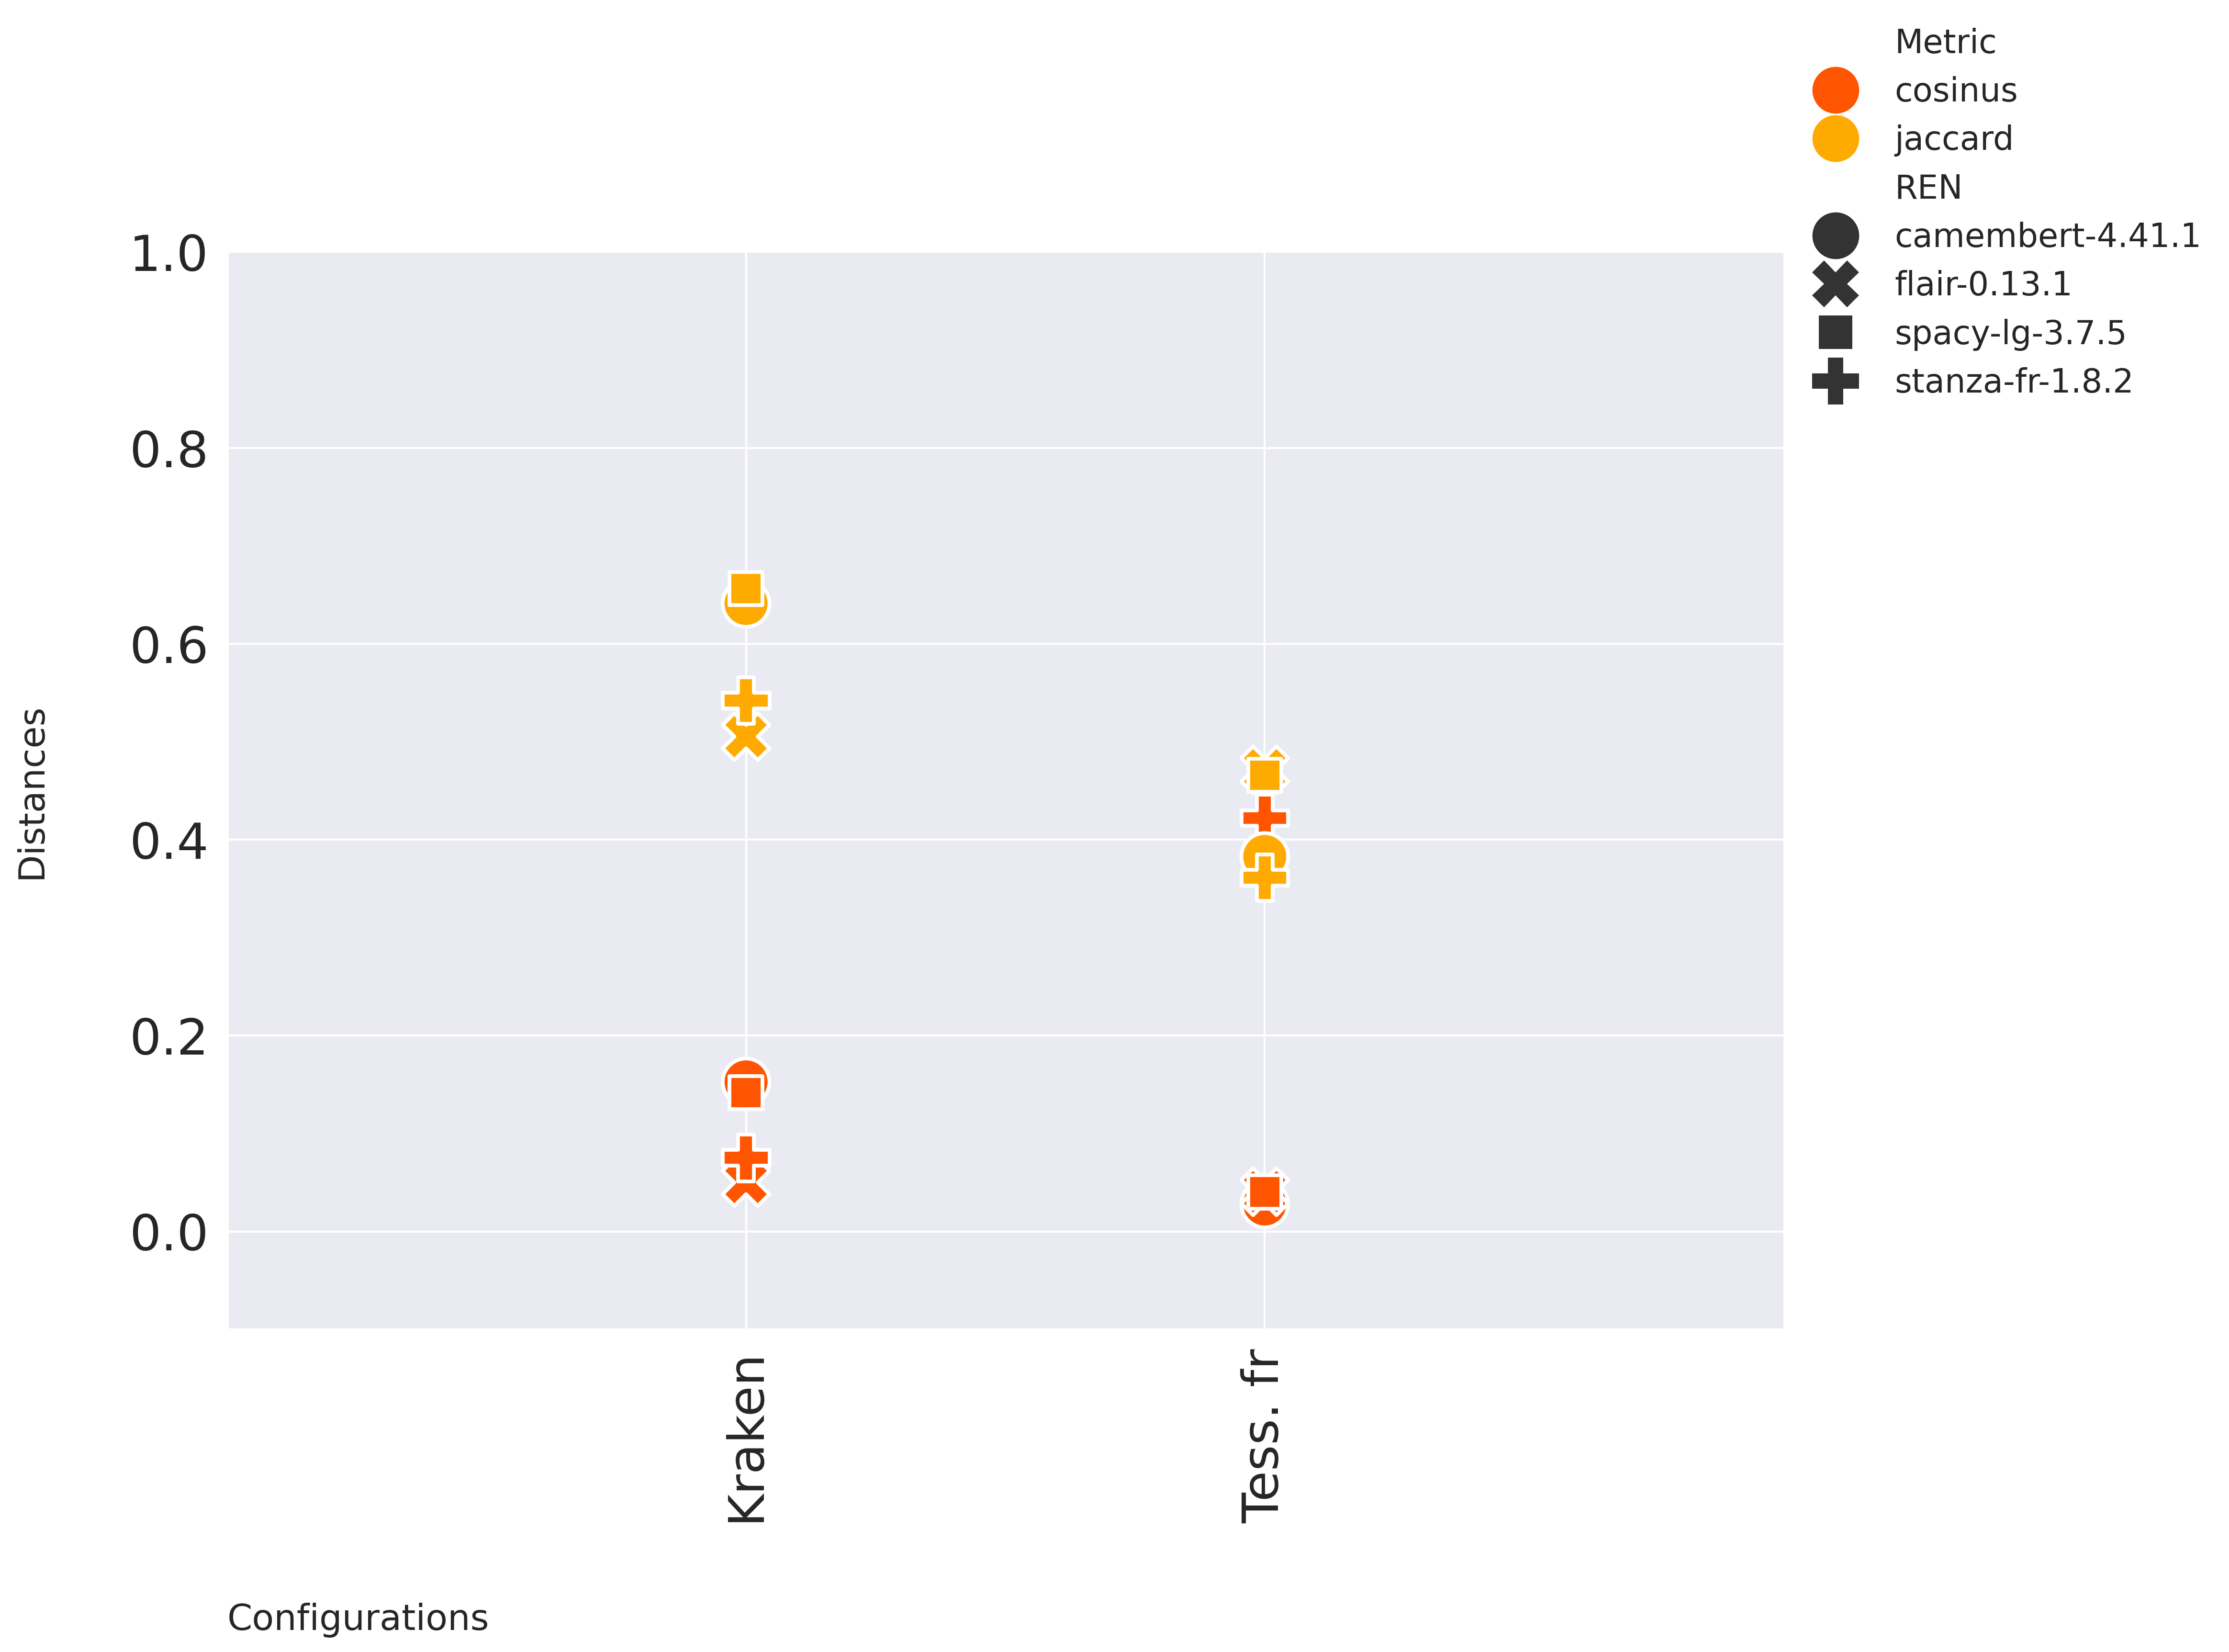 Metric
cosinus
jaccard
REN
camembert-4.41.1
flair-0.13.1
spacy-lg-3.7.5
stanza-fr-1.8.2
1.0
0.8
0.6
0.4
0.2
0.0
Distances
Kraken
Tess. fr
Configurations